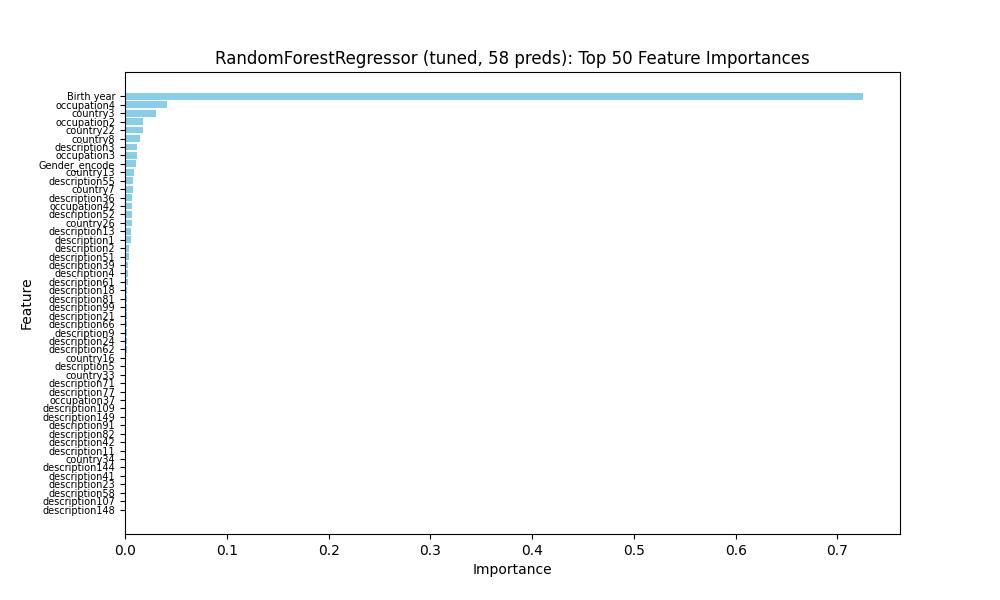 RandomForestRegressor (tuned, 58 preds): Top 50 Feature Importances
Birth year
occupation4
country3
occupation2
country22
country8
description3
occupation3
Gender_encode
country13
description55
country7
description36
occupation42
description52
country26
description13
description1
description2
description51
description39
description4
description61
description18
description81
description99
description21
description66
description9
description24
description62
country16
description5
country33
description71
description77
occupation37
description109
description149
description91
description82
description42
description11
country34
description144
description41
description23
description58
description107
description148
Feature
0.0 0.1 0.2 0.3 0.4 0.5 0.6 0.7
Importance